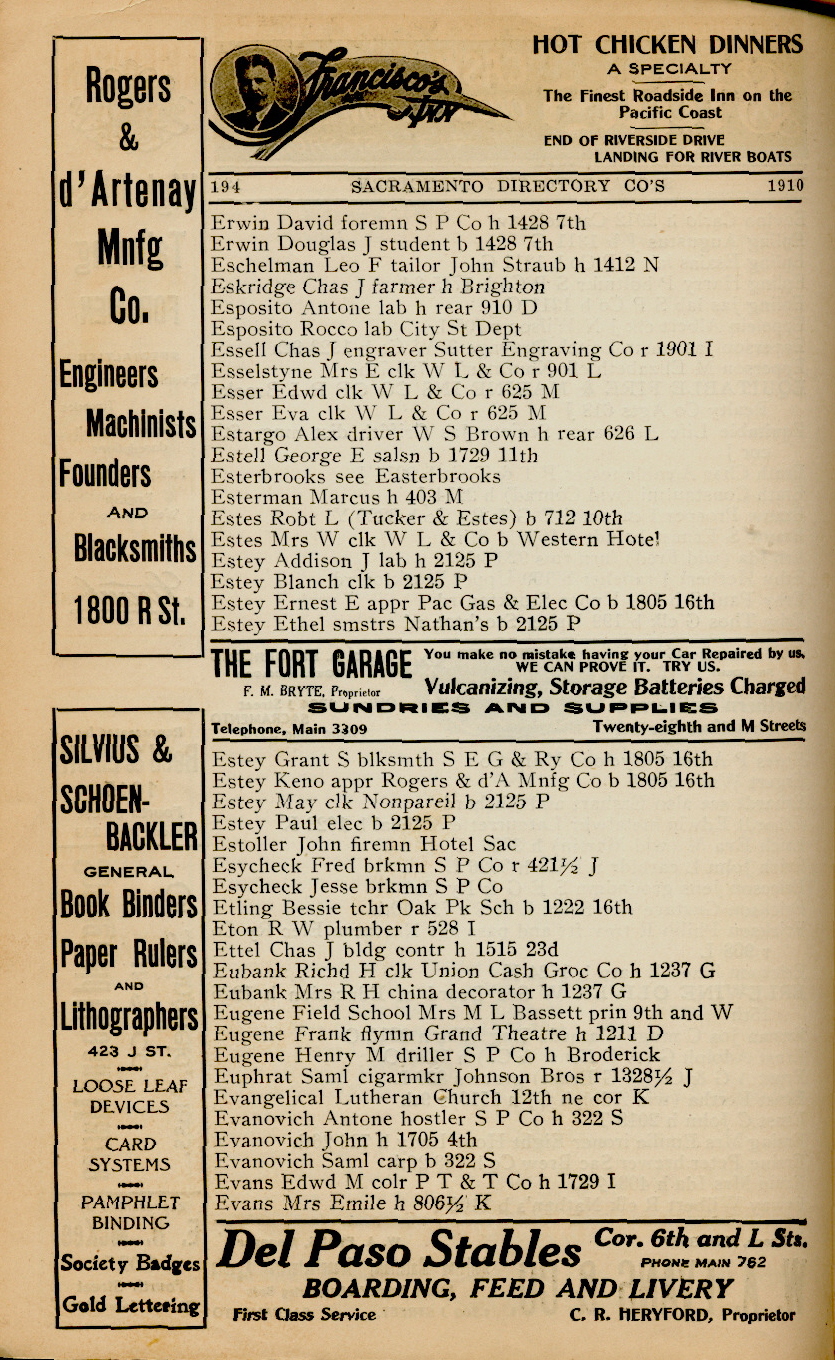 Rogers
&
d'Artenay
Mnfg
Co.
Engineers
Machinists
Founders
AND
Blacksmiths
1800 R St.
Francisco's
Inn
HOT CHICKEN DINNERS
A SPECIALTY
The Finest Roadside Inn on the
Pacific Coast
END OF RIVERSIDE DRIVE
LANDING FOR RIVER BOATS
194 SACRAMENTO DIRECTORY CO'S 1910
Erwin David foremn S P Co h 1428 7th
Erwin Douglas J student b 1428 7th
Eschelman Leo F tailor John Straub h 1412 N
Eskridge Chas J farmer h Brighton
Esposito Antone lab h rear 910 D
Esposito Rocco lab City St Dept
Essell Chas J engraver Sutter Engraving Co r 1901 I
Esselstyne Mrs E clk W L & Co r 901 L
Esser Edwd clk W L & Co r 625 M
Esser Eva clk W L & Co r 625 M
Estargo Alex driver W S Brown h rear 626 L
Estell George E salsn b 1729 11th
Esterbrooks see Easterbrooks
Esterman Marcus h 403 M
Estes Robt L (Tucker & Estes) b 712 10th
Estes Mrs W clk W L & Co b Western Hotel
Estey Addison J lab h 2125 P
Estey Blanch clk b 2125 P
Estey Ernest E appr Pac Gas & Elec Co b 1805 16th
Estey Ethel smstrs Nathan's b 2125 P
THE FORT GARAGE
F. M. BRYTE, Proprietor
You make no mistake having your Car Repaired by us,
WE CAN PROVE IT. TRY US.
Vulcanizing, Storage Batteries Charged
SUNDRIES AND SUPPLIES
Telephone, Main 3309 Twenty-eighth and M Streets
SILVIUS &
SCHOEN-
BACKLER
GENERAL
Book Binders
Paper Rulers
AND
Lithographers
423 J ST.
LOOSE LEAF
DEVICES
CARD
SYSTEMS
PAMPHLET
BINDING
Society Badges
Gold Lettering
Estey Grant S blksmth S E G & Ry Co h 1805 16th
Estey Keno appr Rogers & d'A Mnfg Co b 1805 16th
Estey May clk Nonpareil b 2125 P
Estey Paul elec b 2125 P
Estoller John firemn Hotel Sac
Esycheck Fred brkmn S P Co r 421½ J
Esycheck Jesse brkmn S P Co
Etling Bessie tchr Oak Pk Sch b 1222 16th
Eton R W plumber r 528 I
Ettel Chas J bldg contr h 1515 23d
Eubank Richd H clk Union Cash Groc Co h 1237 G
Eubank Mrs R H china decorator h 1237 G
Eugene Field School Mrs M L Bassett prin 9th and W
Eugene Frank flymn Grand Theatre h 1211 D
Eugene Henry M driller S P Co h Broderick
Euphrat Saml cigarmkr Johnson Bros r 1328½ J
Evangelical Lutheran Church 12th ne cor K
Evanovich Antone hostler S P Co h 322 S
Evanovich John h 1705 4th
Evanovich Saml carp b 322 S
Evans Edwd M colr P T & T Co h 1729 I
Evans Mrs Emile h 806½ K
Del Paso Stables
Cor. 6th and L Sts.
PHONE MAIN 762
BOARDING, FEED AND LIVERY
First Class Service C. R. HERYFORD, Proprietor